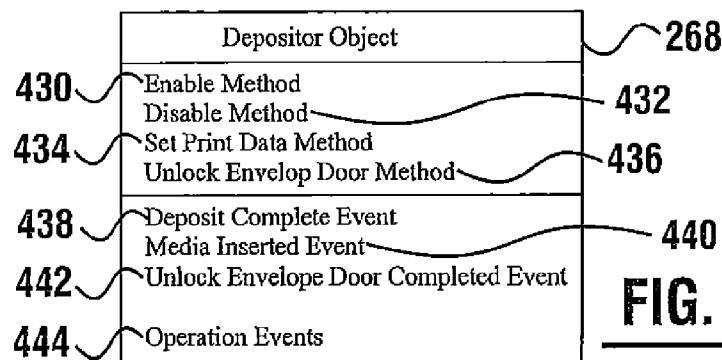 Depositor Object 268
430 Enable Method
Disable Method 432
434 Set Print Data Method
Unlock Envelop Door Method 436
438 Deposit Complete Event
Media Inserted Event 440
442 Unlock Envelope Door Completed Event
FIG.
444 Operation Events